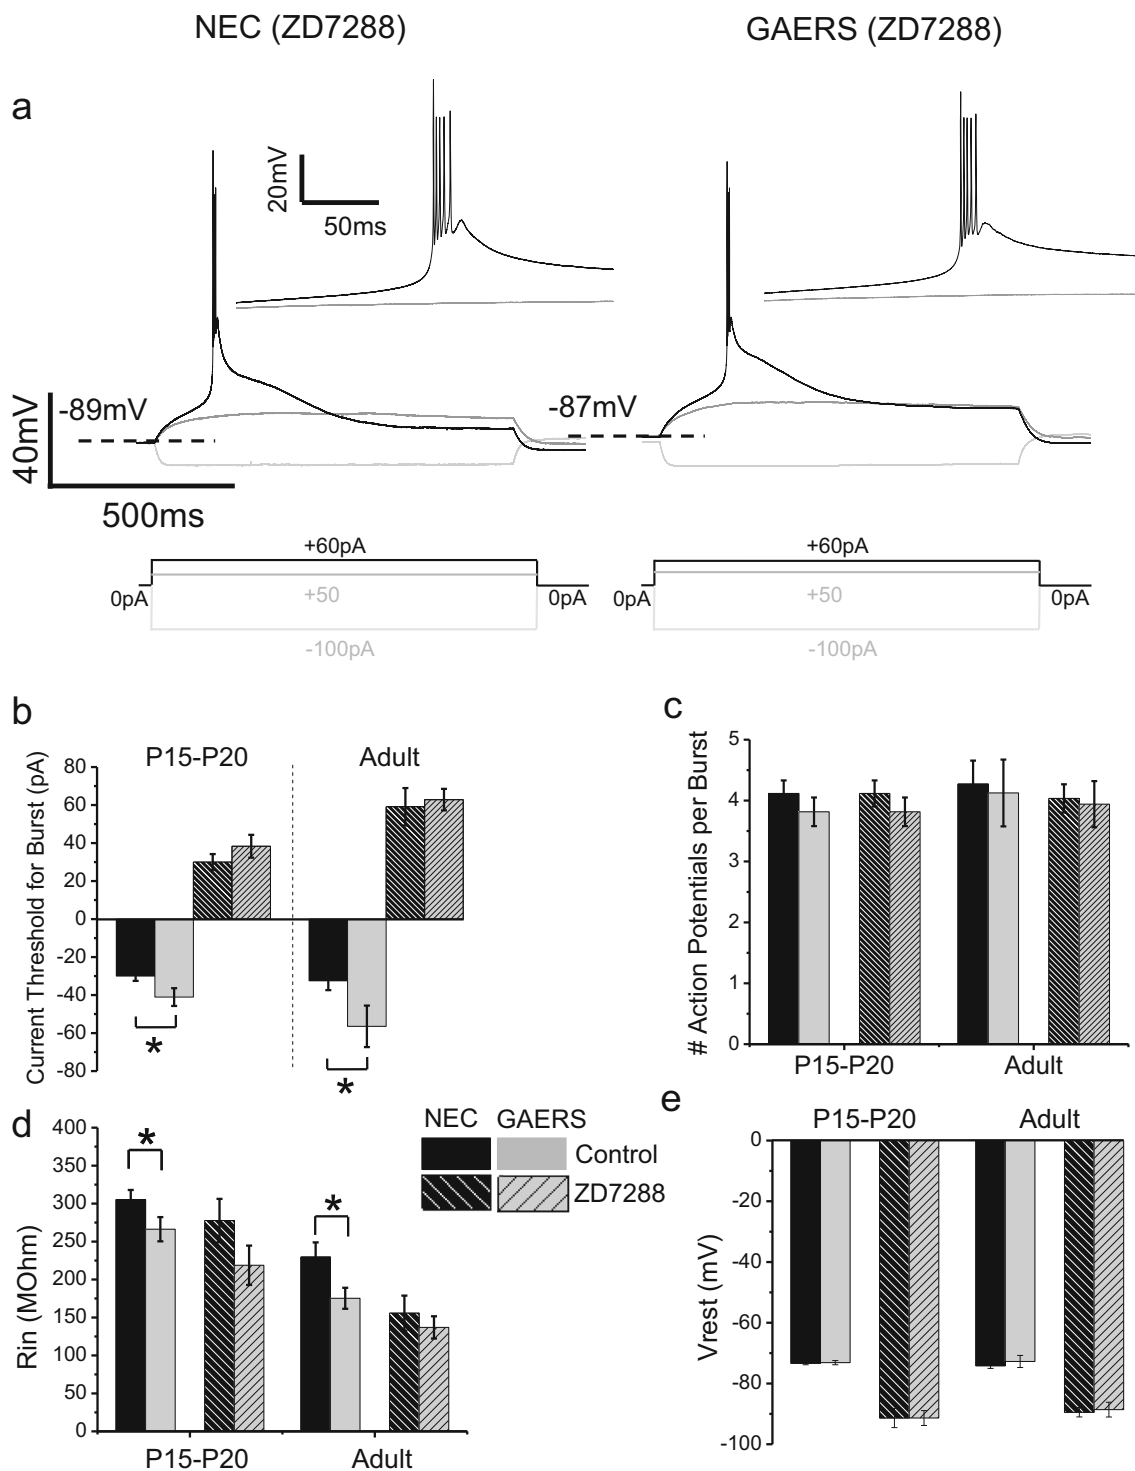 NEC (ZD7288)
GAERS (ZD7288)
a
20mV
50ms
-89mV
-87mV
40mV
500ms
+60pA
0pA
+50
0pA
-100pA
+60pA
0pA
+50
0pA
-100pA
b
P15-P20
Adult
Current Threshold for Burst (pA)
80
60
40
20
0
-20
-40
-60
-80
*
*
c
# Action Potentials per Burst
5
4
3
2
1
0
P15-P20
Adult
d
Rin (MOhm)
400
350
300
250
200
150
100
50
0
*
*
P15-P20
Adult
NEC
GAERS
Control
ZD7288
e
P15-P20
Adult
Vrest (mV)
0
-20
-40
-60
-80
-100